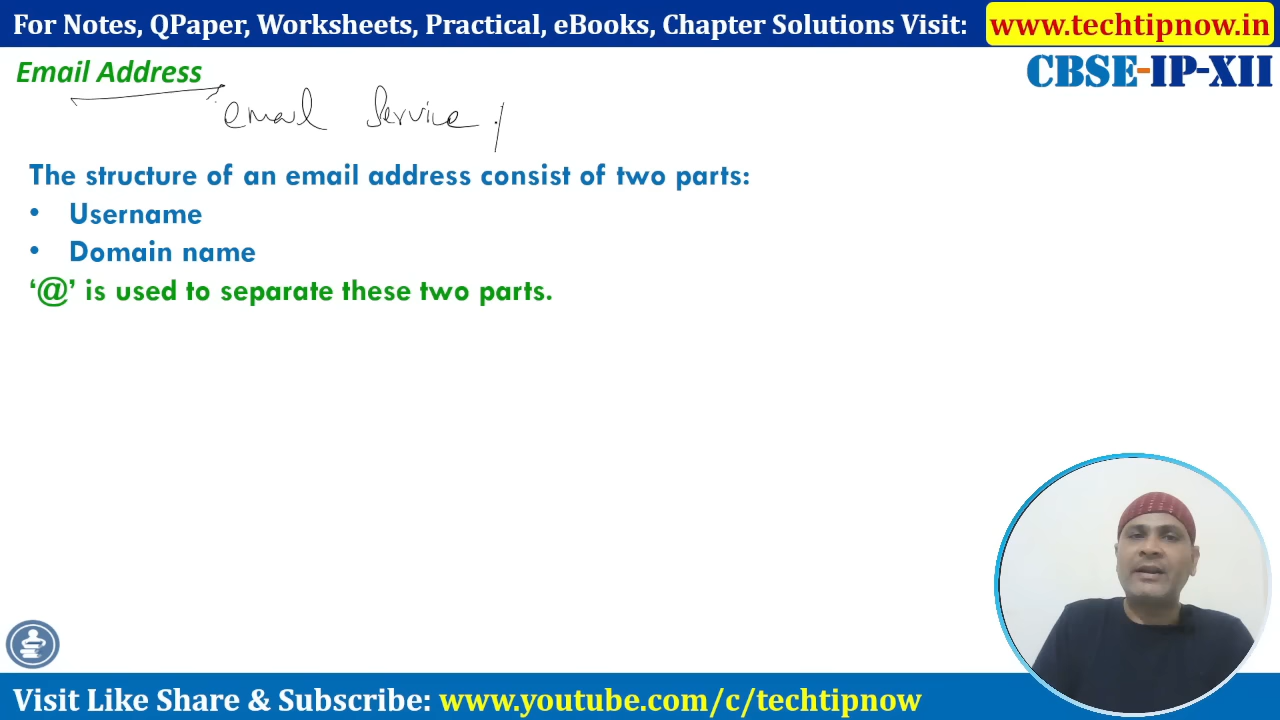 For Notes, QPaper, Worksheets, Practical, eBooks, Chapter Solutions Visit: www.techtipnow.in
Email Address
CBSE-IP-XII
email Service.
The structure of an email address consist of two parts:
• Username
• Domain name
‘@’ is used to separate these two parts.
Visit Like Share & Subscribe: www.youtube.com/c/techtipnow